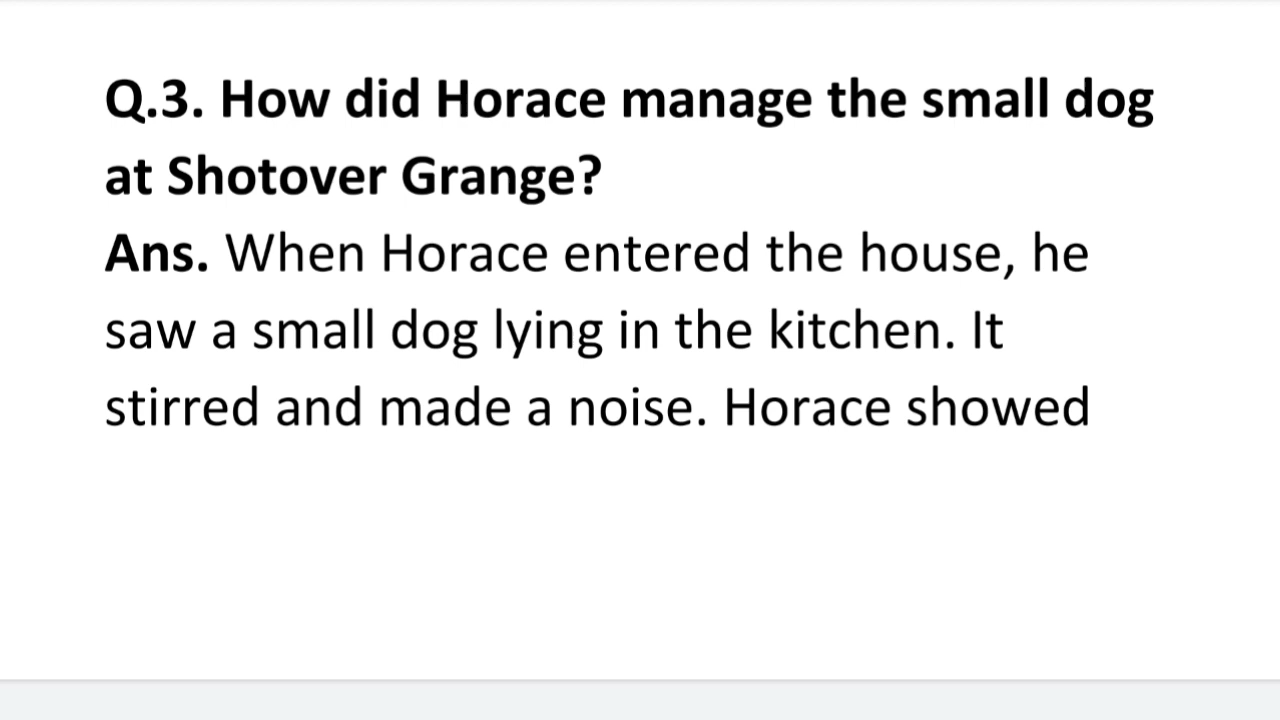 Q.3. How did Horace manage the small dog
at Shotover Grange?
Ans. When Horace entered the house, he
saw a small dog lying in the kitchen. It
stirred and made a noise. Horace showed